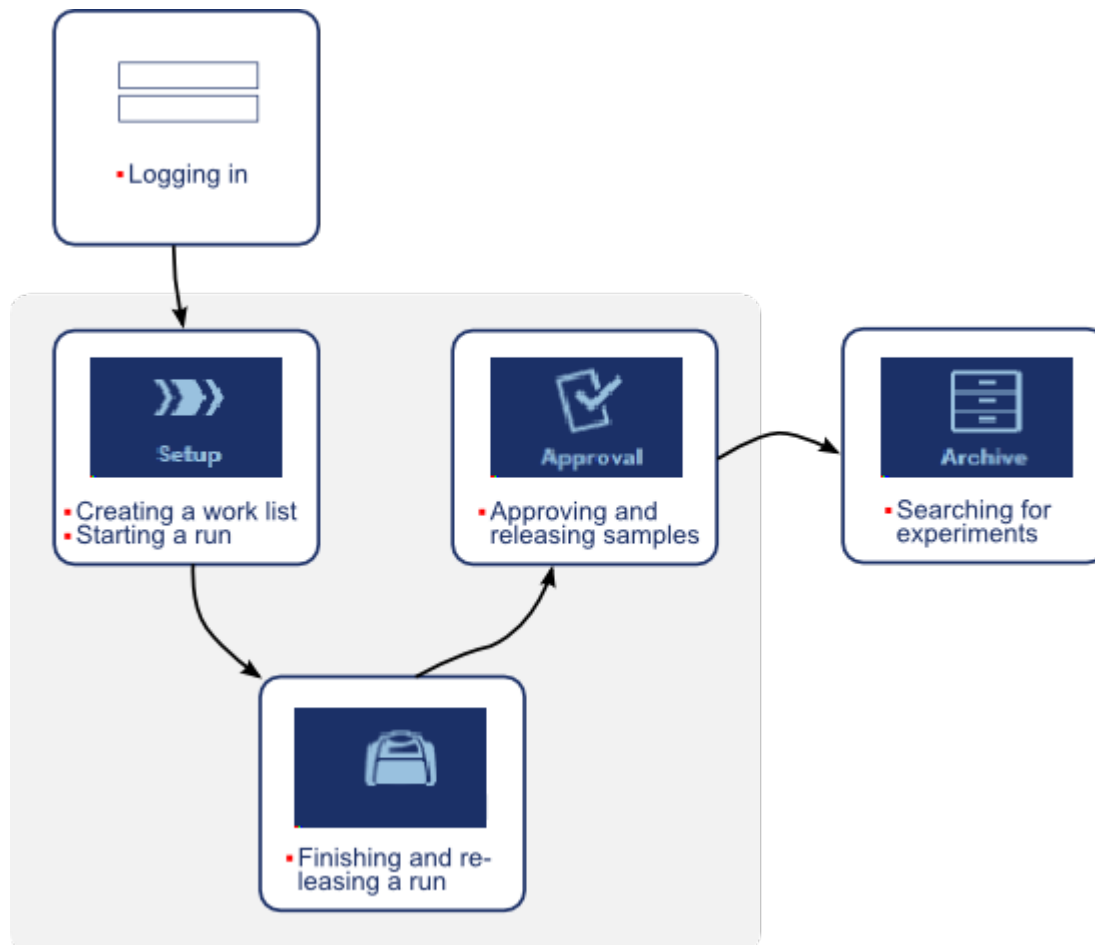 Logging in
Setup
Creating a work list
Starting a run
Approval
Approving and
releasing samples
Archive
Searching for
experiments
Finishing and re-
leasing a run